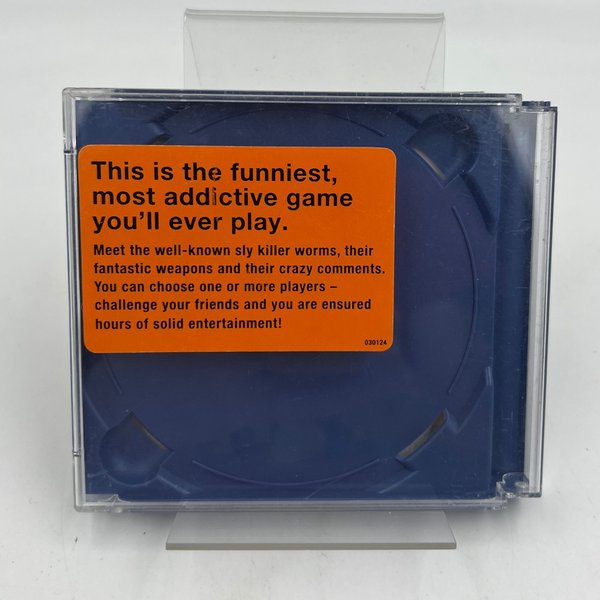 This is the funniest,
most addictive game
you'll ever play.
Meet the well-known sly killer worms, their
fantastic weapons and their crazy comments.
You can choose one or more players –
challenge your friends and you are ensured
hours of solid entertainment!
030124